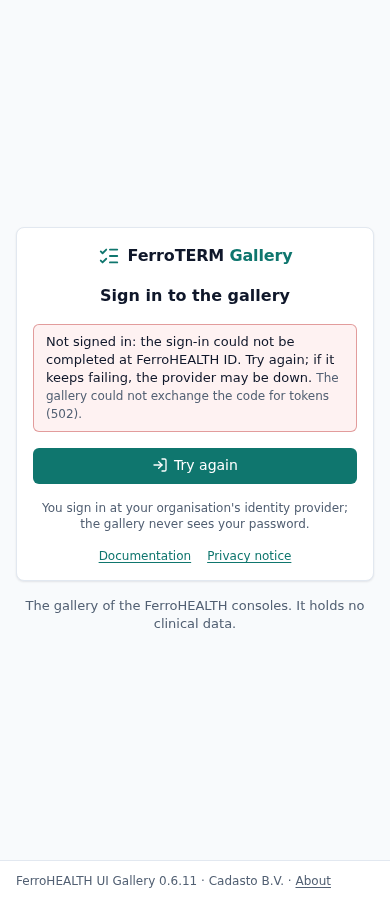 FerroTERM Gallery
Sign in to the gallery
Not signed in: the sign-in could not be
completed at FerroHEALTH ID. Try again; if it
keeps failing, the provider may be down. The
gallery could not exchange the code for tokens
(502).
Try again
You sign in at your organisation's identity provider;
the gallery never sees your password.
Documentation Privacy notice
The gallery of the FerroHEALTH consoles. It holds no
clinical data.
FerroHEALTH UI Gallery 0.6.11 · Cadasto B.V. · About